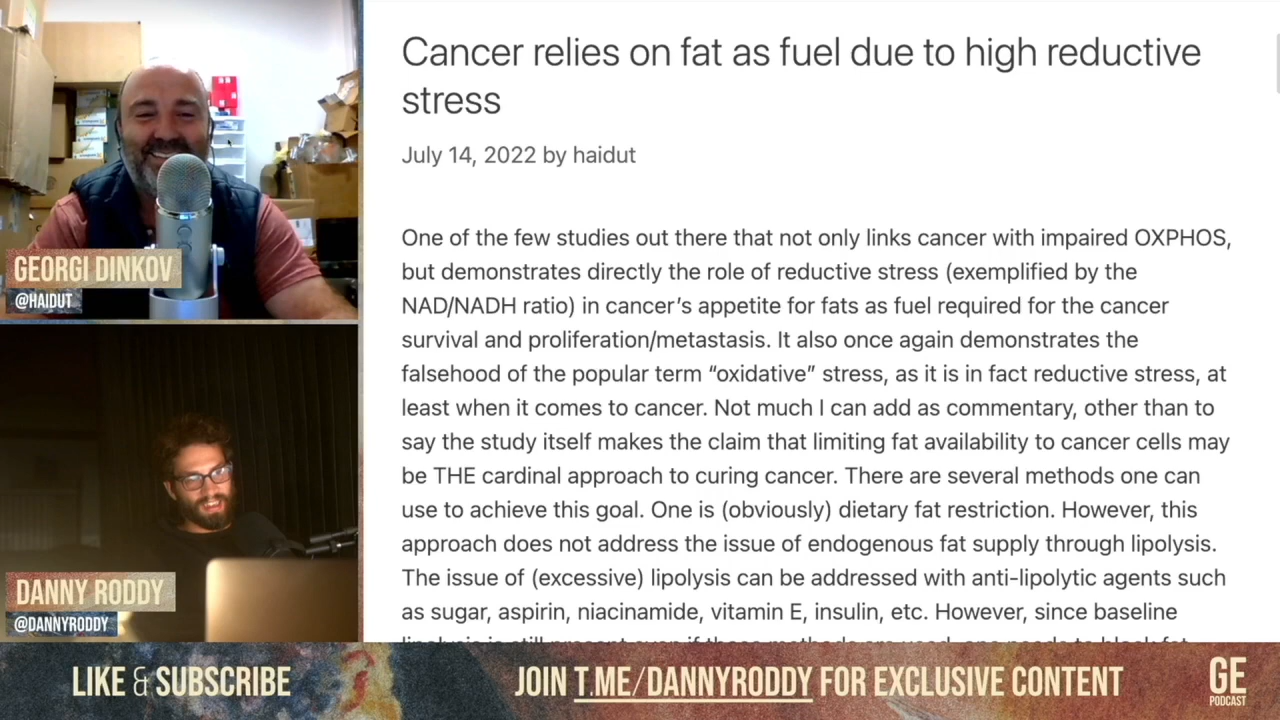 Cancer relies on fat as fuel due to high reductive
stress
July 14, 2022 by haidut
One of the few studies out there that not only links cancer with impaired OXPHOS,
but demonstrates directly the role of reductive stress (exemplified by the
NAD/NADH ratio) in cancer's appetite for fats as fuel required for the cancer
survival and proliferation/metastasis. It also once again demonstrates the
falsehood of the popular term “oxidative” stress, as it is in fact reductive stress, at
least when it comes to cancer. Not much I can add as commentary, other than to
say the study itself makes the claim that limiting fat availability to cancer cells may
be THE cardinal approach to curing cancer. There are several methods one can
use to achieve this goal. One is (obviously) dietary fat restriction. However, this
approach does not address the issue of endogenous fat supply through lipolysis.
The issue of (excessive) lipolysis can be addressed with anti-lipolytic agents such
as sugar, aspirin, niacinamide, vitamin E, insulin, etc. However, since baseline
GEORGI DINKOV
@HAIDUT
DANNY RODDY
@DANNYRODDY
LIKE & SUBSCRIBE
JOIN T.ME/DANNYRODDY FOR EXCLUSIVE CONTENT
GE
PODCAST